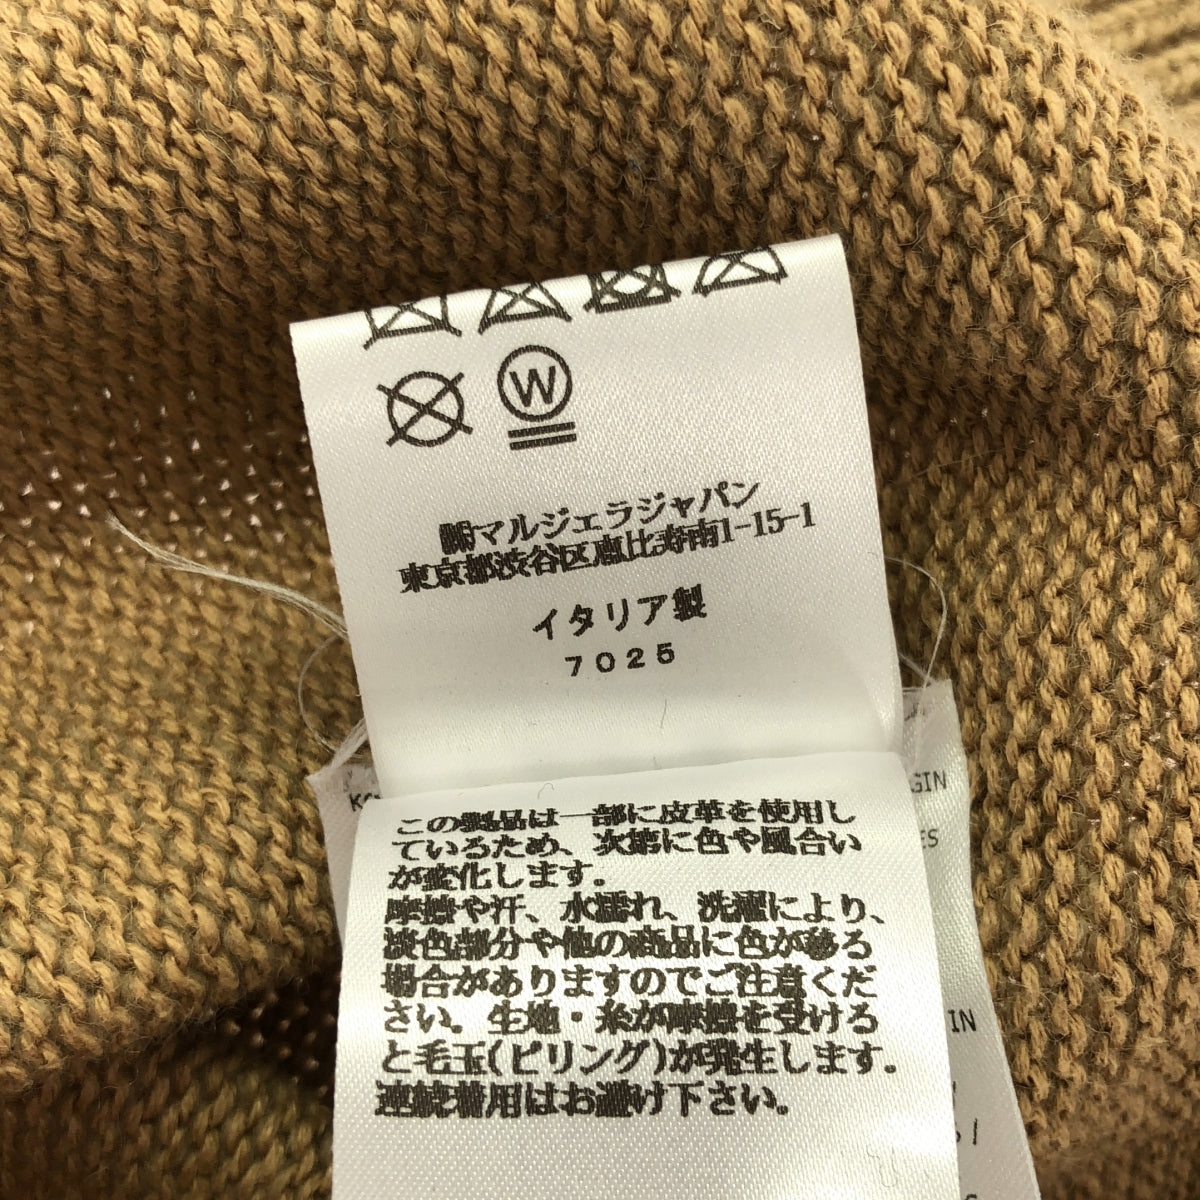 W
㈱マルジェラジャパン
東京都渋谷区恵比寿南1-15-1
イタリア製
7025
GIN
ES
この製品は一部に皮革を使用し
ているため、次第に色や風合い
が変化します。
摩擦や汗、水濡れ、洗濯により、
淡色部分や他の商品に色が移る
場合がありますのでご注意くだ
さい。生地・糸が摩擦を受ける
と毛玉(ピリング)が発生します。
連続着用はお避け下さい。
IN